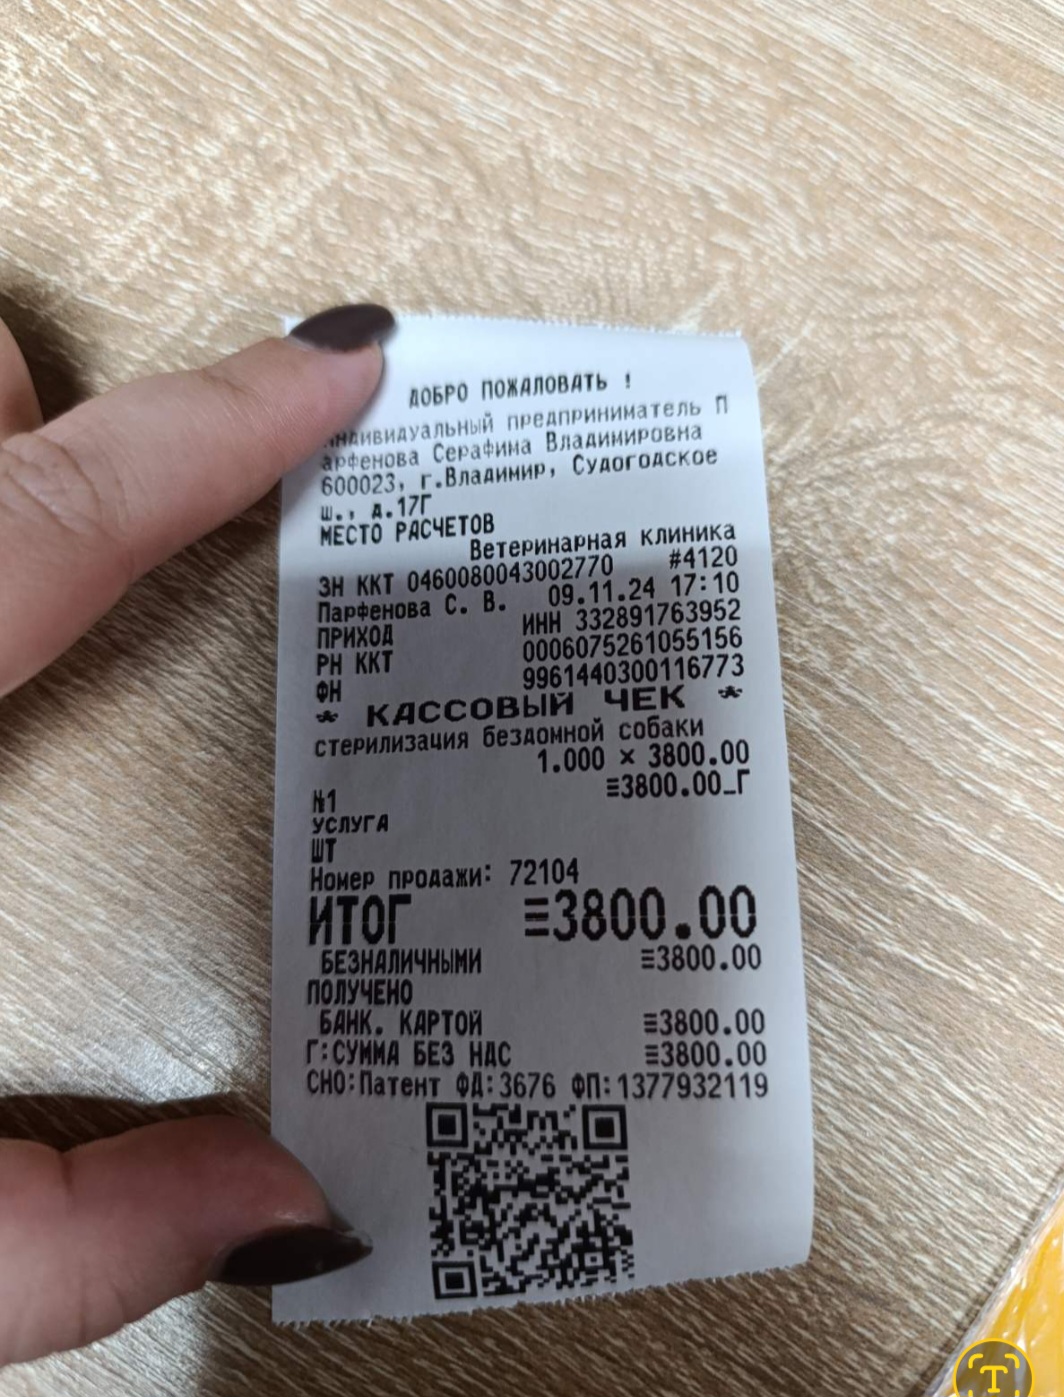 ДОБРО ПОЖАЛОВАТЬ !
индивидуальный предприниматель П
арфенова Серафима Владимировна
600023, г.Владимир, Судогодское
ш., д.17Г
МЕСТО РАСЧЕТОВ
Ветеринарная клиника
ЗН ККТ 0460080043002770 #4120
Парфенова С. В. 09.11.24 17:10
ПРИХОД ИНН 332891763952
РН ККТ 0006075261055156
ФН 9961440300116773
* КАССОВЫЙ ЧЕК *
стерилизация бездомной собаки
1.000 × 3800.00
≡3800.00_Г
№1
УСЛУГА
ШТ
Номер продажи: 72104
ИТОГ ≡3800.00
БЕЗНАЛИЧНЫМИ ≡3800.00
ПОЛУЧЕНО
БАНК. КАРТОЙ ≡3800.00
Г:СУММА БЕЗ НДС ≡3800.00
СНО:Патент ФД:3676 ФП:1377932119
T